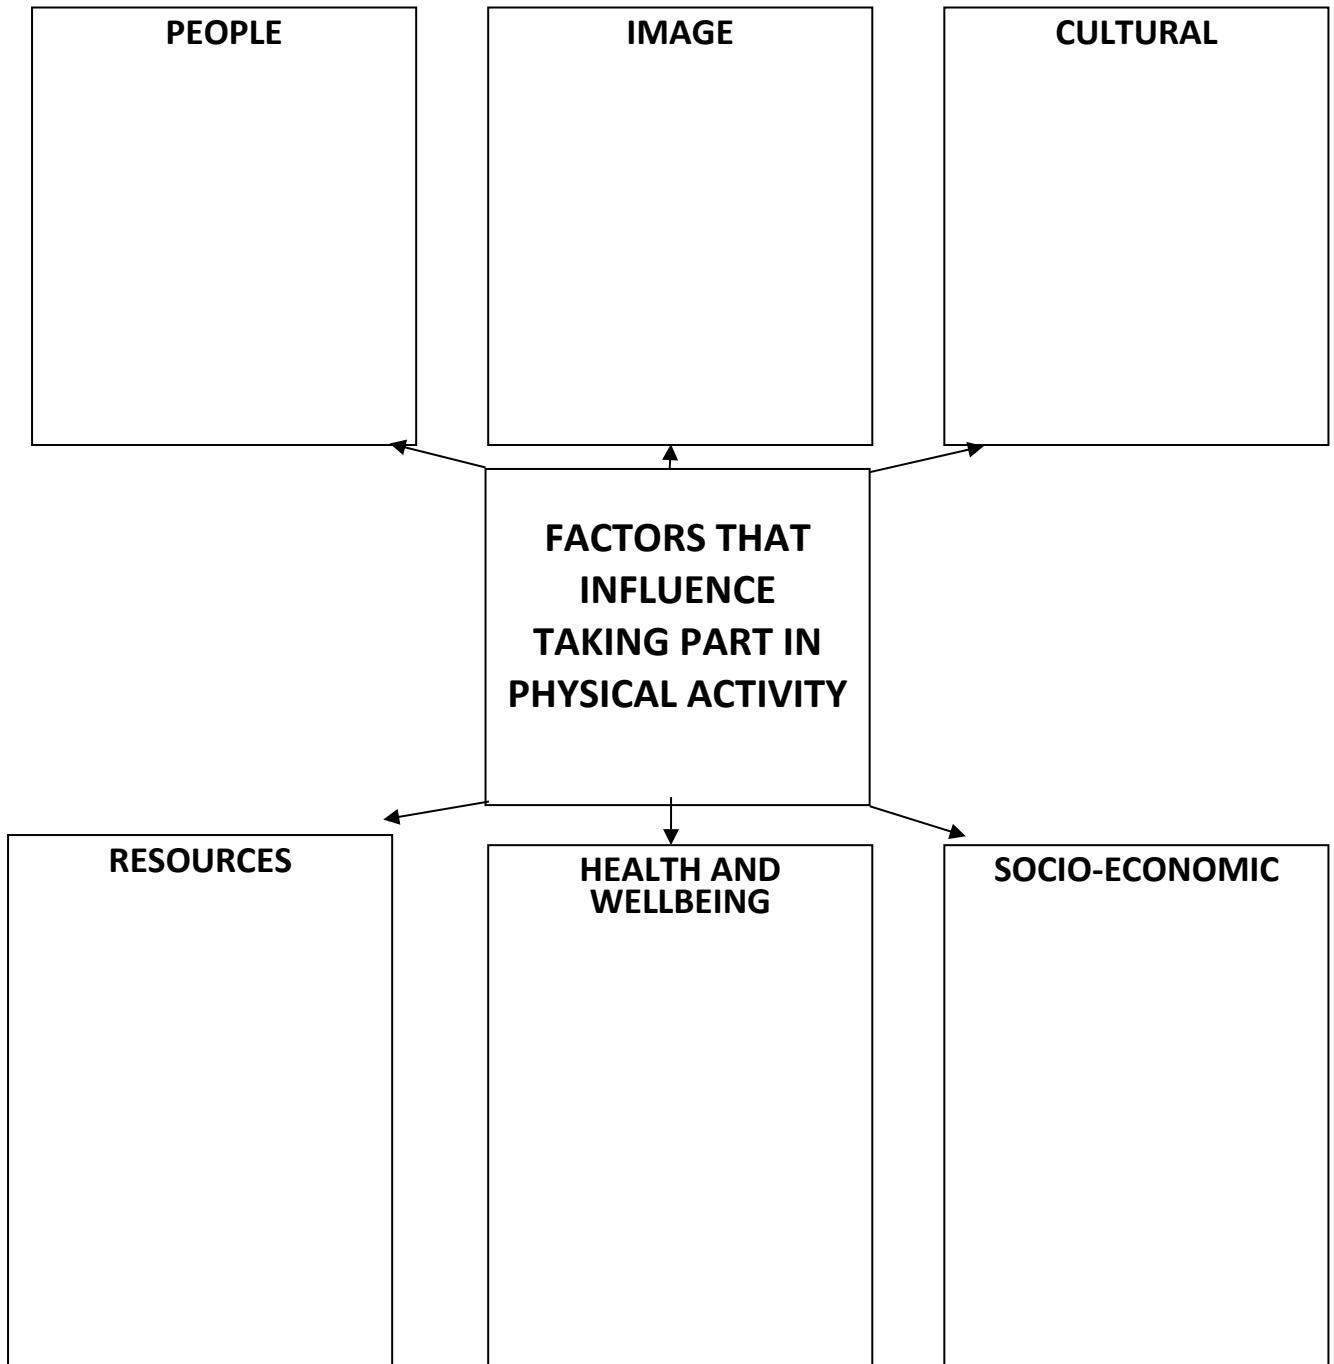 PEOPLE
IMAGE
CULTURAL
FACTORS THAT
INFLUENCE
TAKING PART IN
PHYSICAL ACTIVITY
RESOURCES
HEALTH AND
WELLBEING
SOCIO-ECONOMIC